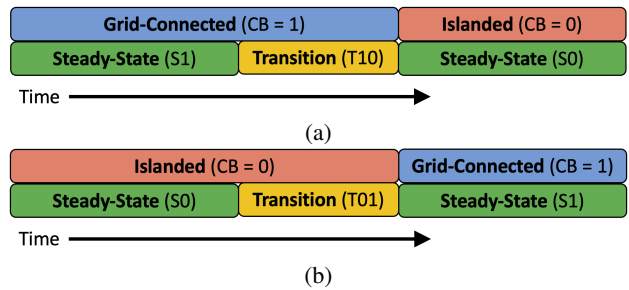 Grid-Connected (CB = 1) Islanded (CB = 0)
Steady-State (S1) Transition (T10) Steady-State (S0)
Time
(a)
Islanded (CB = 0) Grid-Connected (CB = 1)
Steady-State (S0) Transition (T01) Steady-State (S1)
Time
(b)